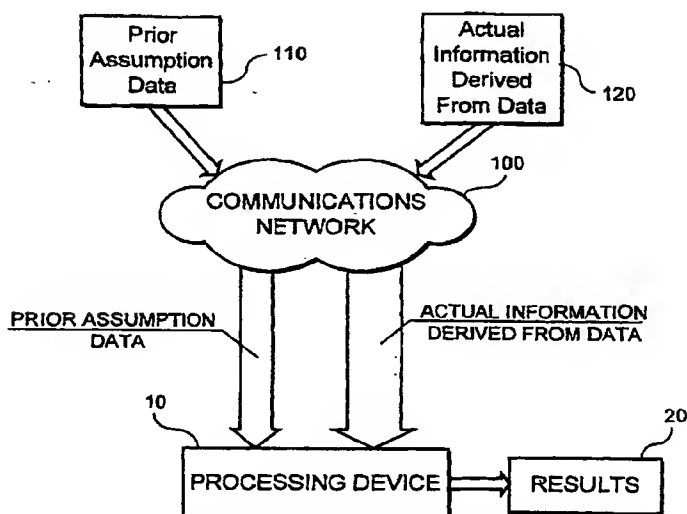 Prior
Assumption
Data
110
Actual
Information
Derived
From Data
120
100
COMMUNICATIONS
NETWORK
PRIOR ASSUMPTION
DATA
ACTUAL INFORMATION
DERIVED FROM DATA
10
PROCESSING DEVICE
20
RESULTS